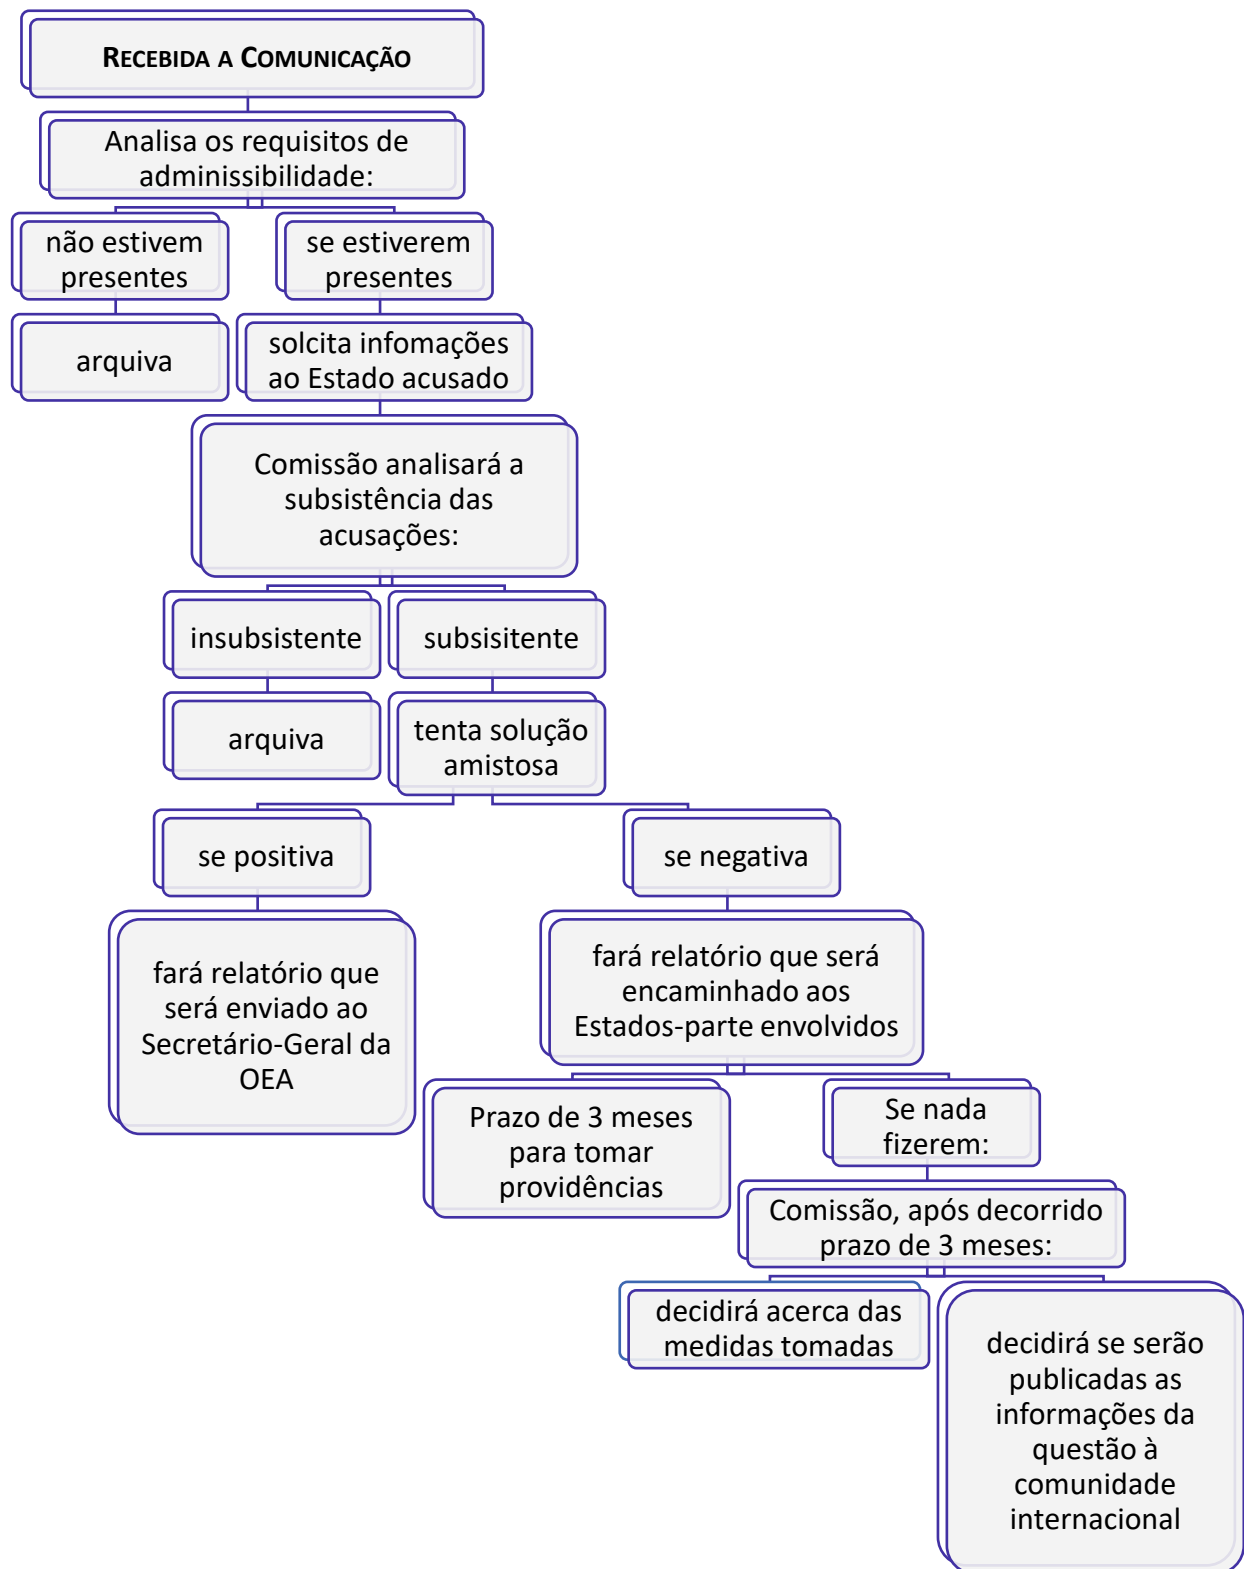 RECEBIDA A COMUNICAÇÃO
Analisa os requisitos de
adminissibilidade:
não estivem
presentes
se estiverem
presentes
arquiva
solcita infomações
ao Estado acusado
Comissão analisará a
subsistência das
acusações:
insubsistente
subsisitente
arquiva
tenta solução
amistosa
se positiva
se negativa
fará relatório que
será enviado ao
Secretário-Geral da
OEA
fará relatório que será
encaminhado aos
Estados-parte envolvidos
Prazo de 3 meses
para tomar
providências
Se nada
fizerem:
Comissão, após decorrido
prazo de 3 meses:
decidirá acerca das
medidas tomadas
decidirá se serão
publicadas as
informações da
questão à
comunidade
internacional